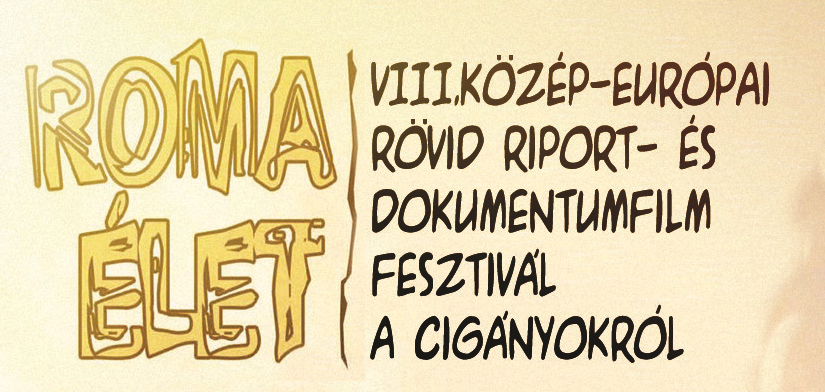 ROMA
ÉLET
VIII.KÖZÉP-EURÓPAI
RÖVID RIPORT- ÉS
DOKUMENTUMFILM
FESZTIVÁL
A CIGÁNYOKRÓL